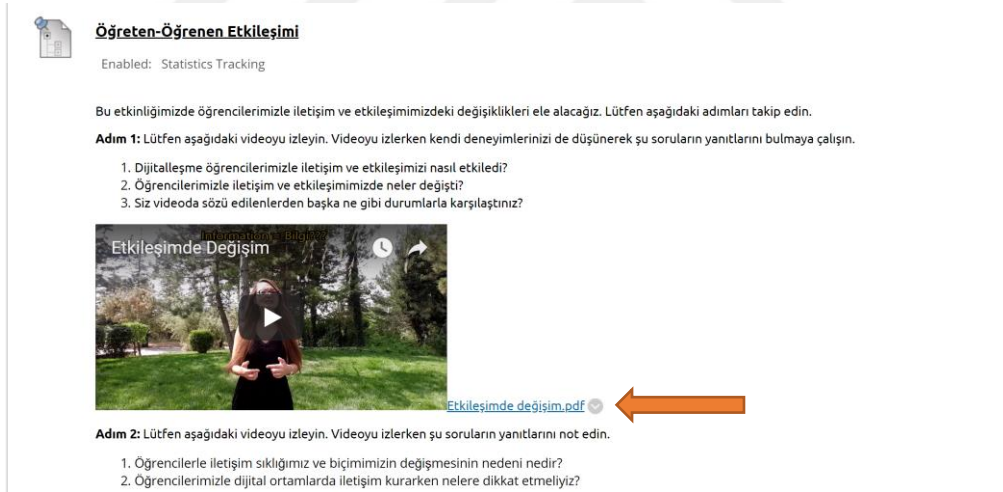 Öğreten-Öğrenen Etkileşimi
Enabled: Statistics Tracking
Bu etkinliğimizde öğrencilerimizle iletişim ve etkileşimimizdeki değişiklikleri ele alacağız. Lütfen aşağıdaki adımları takip edin.
Adım 1: Lütfen aşağıdaki videoyu izleyin. Videoyu izlerken kendi deneyimlerinizi de düşünerek şu soruların yanıtlarını bulmaya çalışın.
1. Dijitalleşme öğrencilerimizle iletişim ve etkileşimizi nasıl etkiledi?
2. Öğrencilerimizle iletişim ve etkileşimimizde neler değişti?
3. Siz videoda sözü edilenlerden başka ne gibi durumlarla karşılaştınız?
Information
Etkileşimde Değişim
Etkileşimde değişim.pdf
Adım 2: Lütfen aşağıdaki videoyu izleyin. Videoyu izlerken şu soruların yanıtlarını not edin.
1. Öğrencilerle iletişim sıklığımız ve biçimimizin değişmesinin nedeni nedir?
2. Öğrencilerimizle dijital ortamlarda iletişim kurarken nelere dikkat etmeliyiz?